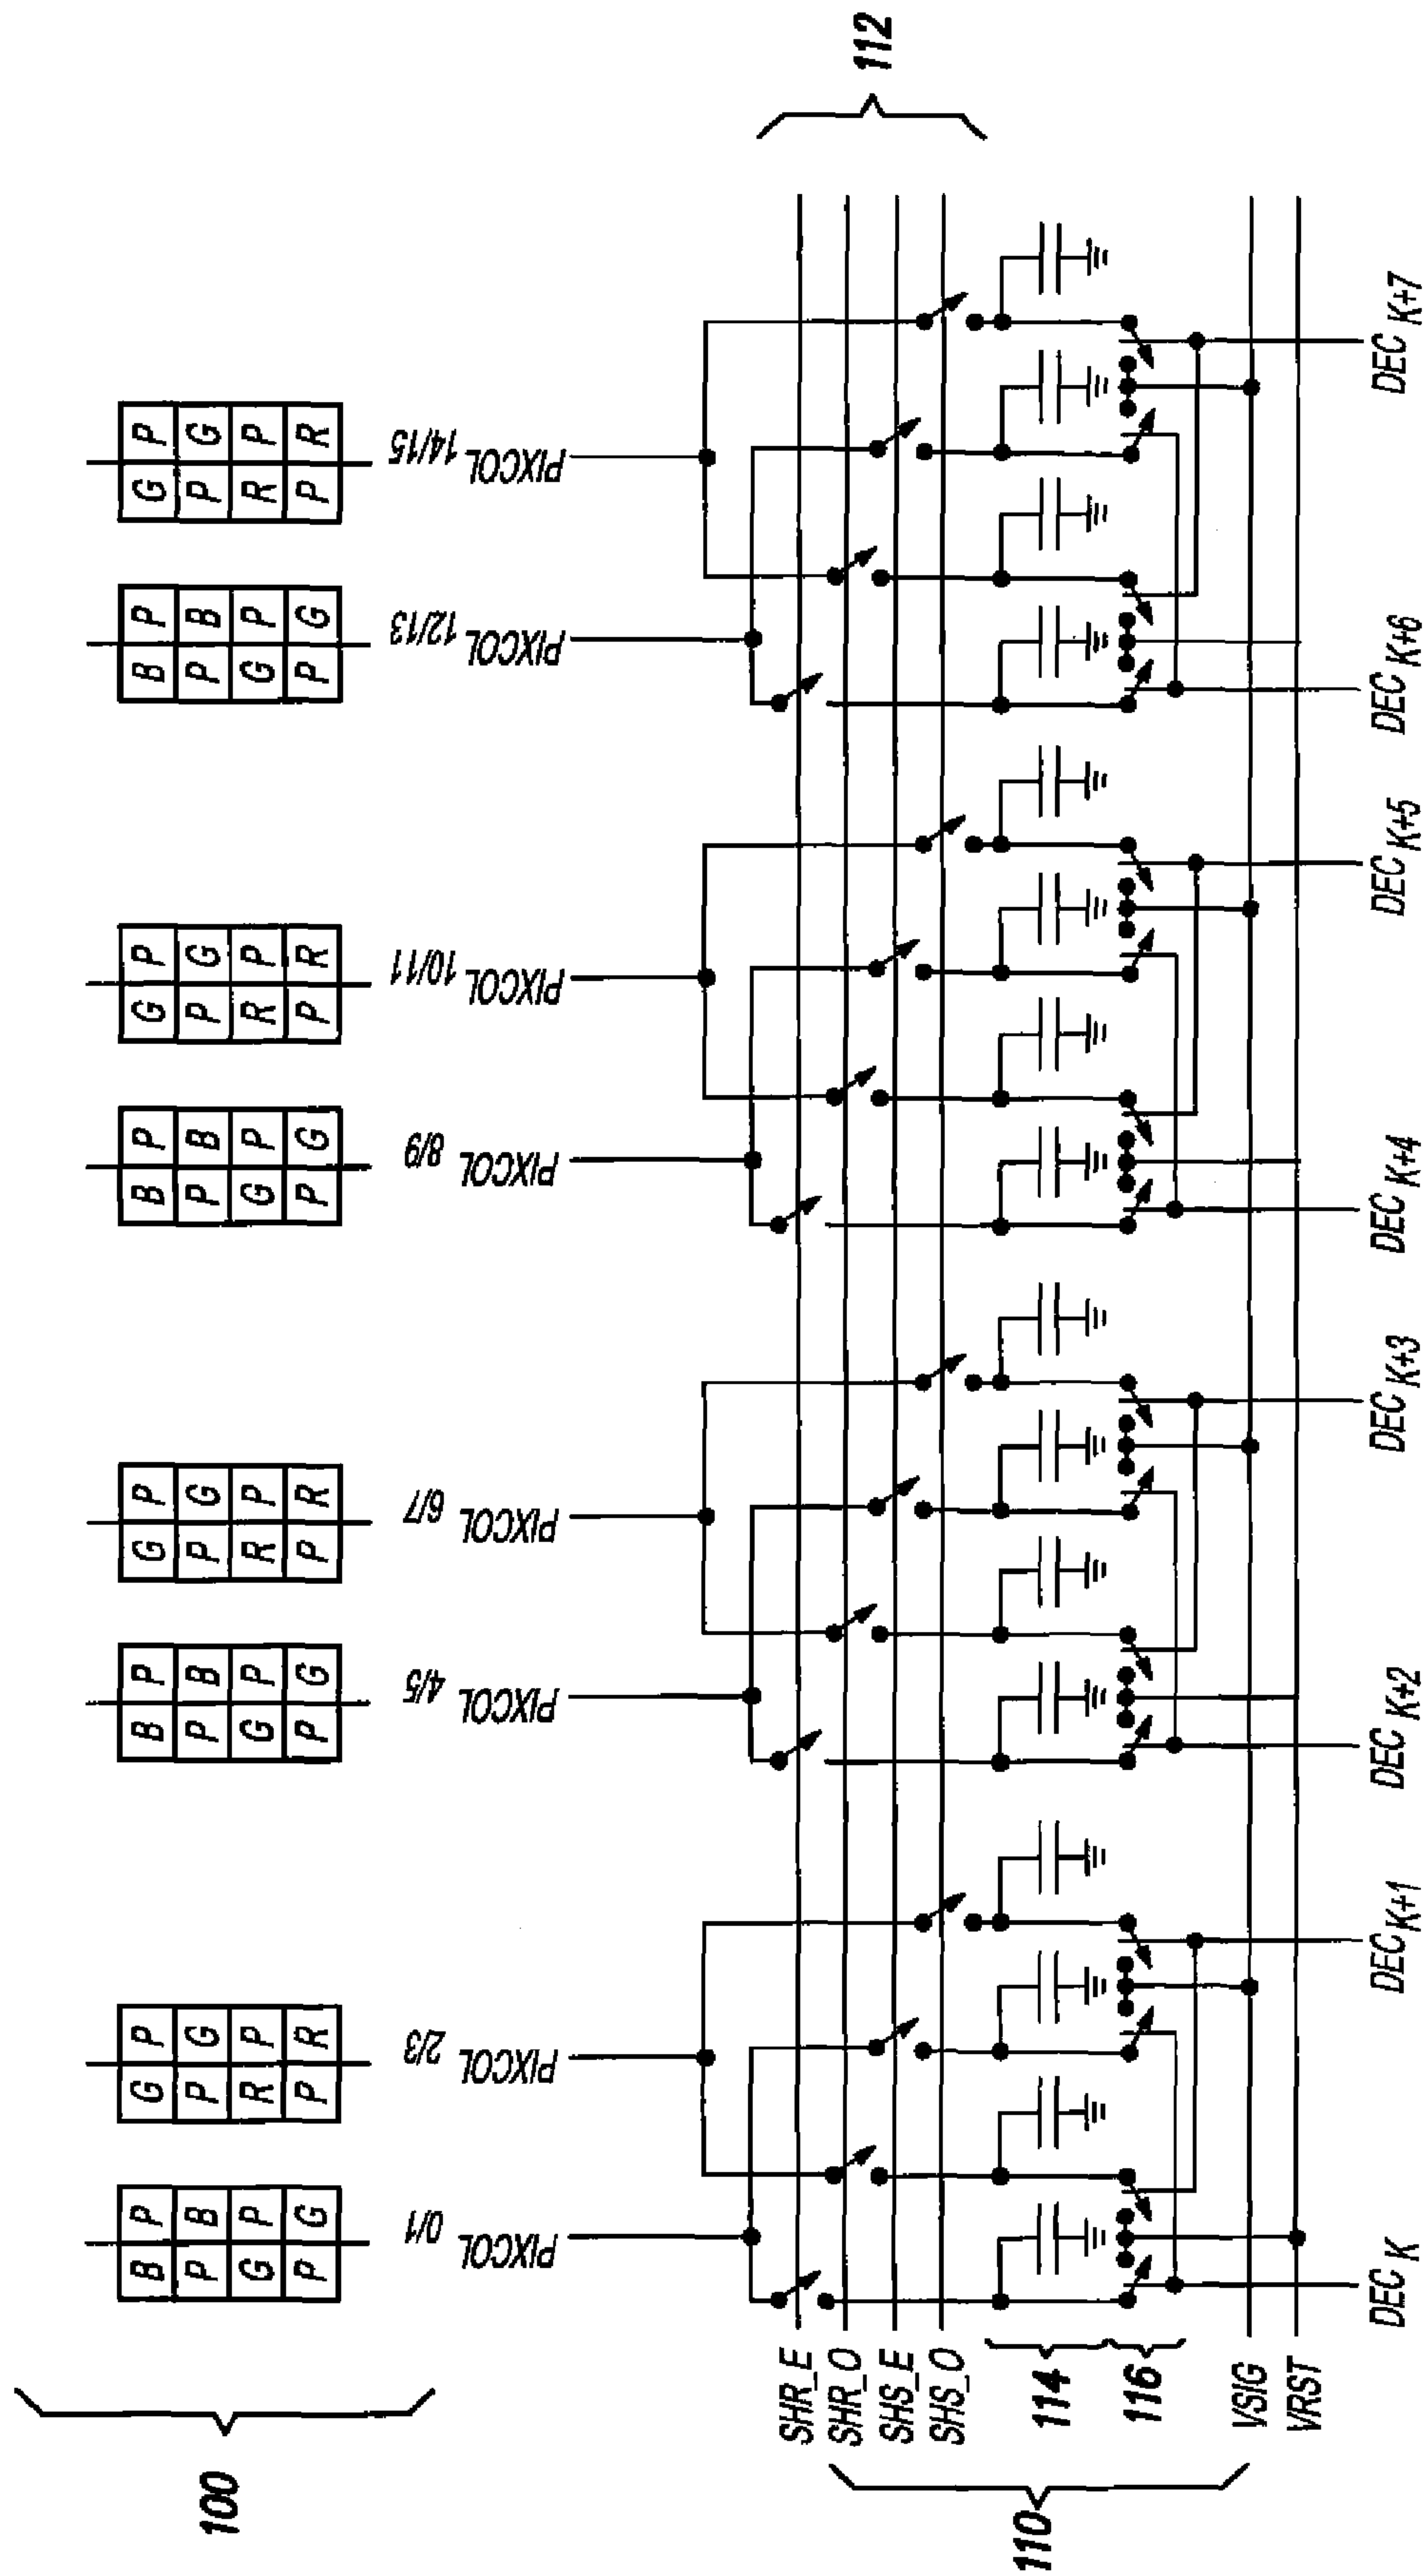 B P G P B P G P B P G P B P G P
P B P G P B P G P B P G P B P G
100
G P R P G P R P G P R P G P R P
P G P R P G P R P G P R P G P R
PIXCOL 0/1
PIXCOL 2/3
PIXCOL 4/5
PIXCOL 6/7
PIXCOL 8/9
PIXCOL 10/11
PIXCOL 12/13
PIXCOL 14/15
SHR_E
SHR_O
112
SHS_E
SHS_O
110
114
116
VSIG
VRST
DEC K
DEC K+1
DEC K+2
DEC K+3
DEC K+4
DEC K+5
DEC K+6
DEC K+7